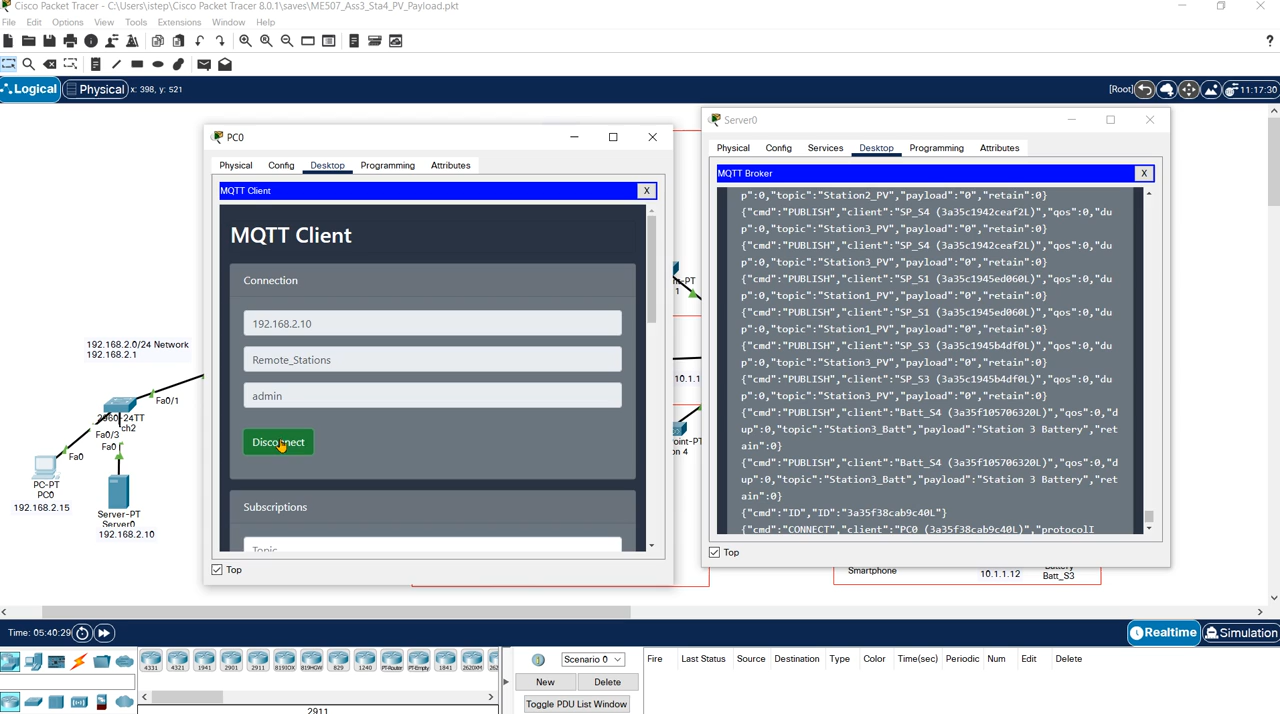 Cisco Packet Tracer - C:\Users\istep\Cisco Packet Tracer 8.0.1\saves\ME507_Ass3_Sta4_PV_Payload.pkt
File Edit Options View Tools Extensions Window Help
Logical Physical x: 398, y: 521 [Root] 11:17:30
PC0
Physical Config Desktop Programming Attributes
MQTT Client X
MQTT Client
Connection
192.168.2.10
Remote_Stations
admin
Disconnect
Subscriptions
Topic
Top
Server0
Physical Config Services Desktop Programming Attributes
MQTT Broker X
p":0,"topic":"Station2_PV","payload":"0","retain":0}
{"cmd":"PUBLISH","client":"SP_S4 (3a35c1942ceaf2L)","qos":0,"du
p":0,"topic":"Station3_PV","payload":"0","retain":0}
{"cmd":"PUBLISH","client":"SP_S4 (3a35c1942ceaf2L)","qos":0,"du
p":0,"topic":"Station3_PV","payload":"0","retain":0}
{"cmd":"PUBLISH","client":"SP_S1 (3a35c1945ed060L)","qos":0,"du
p":0,"topic":"Station1_PV","payload":"0","retain":0}
{"cmd":"PUBLISH","client":"SP_S1 (3a35c1945ed060L)","qos":0,"du
p":0,"topic":"Station1_PV","payload":"0","retain":0}
{"cmd":"PUBLISH","client":"SP_S3 (3a35c1945b4df0L)","qos":0,"du
p":0,"topic":"Station3_PV","payload":"0","retain":0}
{"cmd":"PUBLISH","client":"SP_S3 (3a35c1945b4df0L)","qos":0,"du
p":0,"topic":"Station3_PV","payload":"0","retain":0}
{"cmd":"PUBLISH","client":"Batt_S4 (3a35f105706320L)","qos":0,"d
up":0,"topic":"Station3_Batt","payload":"Station 3 Battery","ret
ain":0}
{"cmd":"PUBLISH","client":"Batt_S4 (3a35f105706320L)","qos":0,"d
up":0,"topic":"Station3_Batt","payload":"Station 3 Battery","ret
ain":0}
{"cmd":"ID","ID":"3a35f38cab9c40L"}
{"cmd":"CONNECT","client":"PC0 (3a35f38cab9c40L)","protocolI
Top
192.168.2.0/24 Network
192.168.2.1
Fa0/1
2960-24TT
ch2
Fa0/3
Fa0
Fa0
PC-PT
PC0
192.168.2.15
Server-PT
Server0
192.168.2.10
-PT
1
10.1.1
oint-PT
on 4
Smartphone
10.1.1.12
Battery
Batt_S3
Time: 05:40:29
Realtime Simulation
4331 4321 1941 2901 2911 819IOX 819HGW 829 1240 PT-Router PT-Empty 1841 2620XM 262
2911
Scenario 0
New Delete
Toggle PDU List Window
Fire Last Status Source Destination Type Color Time(sec) Periodic Num Edit Delete